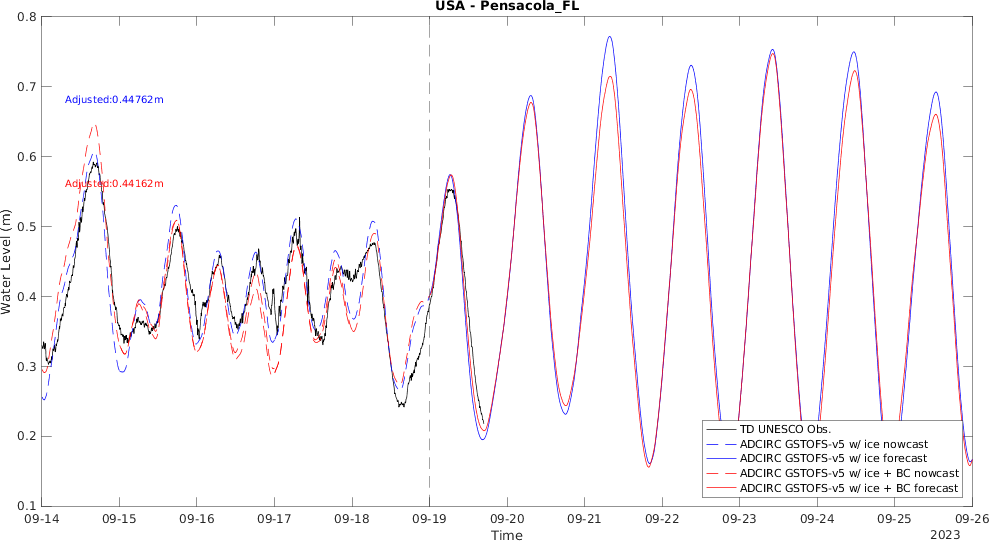 USA - Pensacola_FL
0.8
0.7
0.6
0.5
0.4
0.3
0.2
0.1
Water Level (m)
Adjusted:0.44762m
Adjusted:0.44162m
TD UNESCO Obs.
ADCIRC GSTOFS-v5 w/ ice nowcast
ADCIRC GSTOFS-v5 w/ ice forecast
ADCIRC GSTOFS-v5 w/ ice + BC nowcast
ADCIRC GSTOFS-v5 w/ ice + BC forecast
09-14 09-15 09-16 09-17 09-18 09-19 09-20 09-21 09-22 09-23 09-24 09-25 09-26
Time
2023